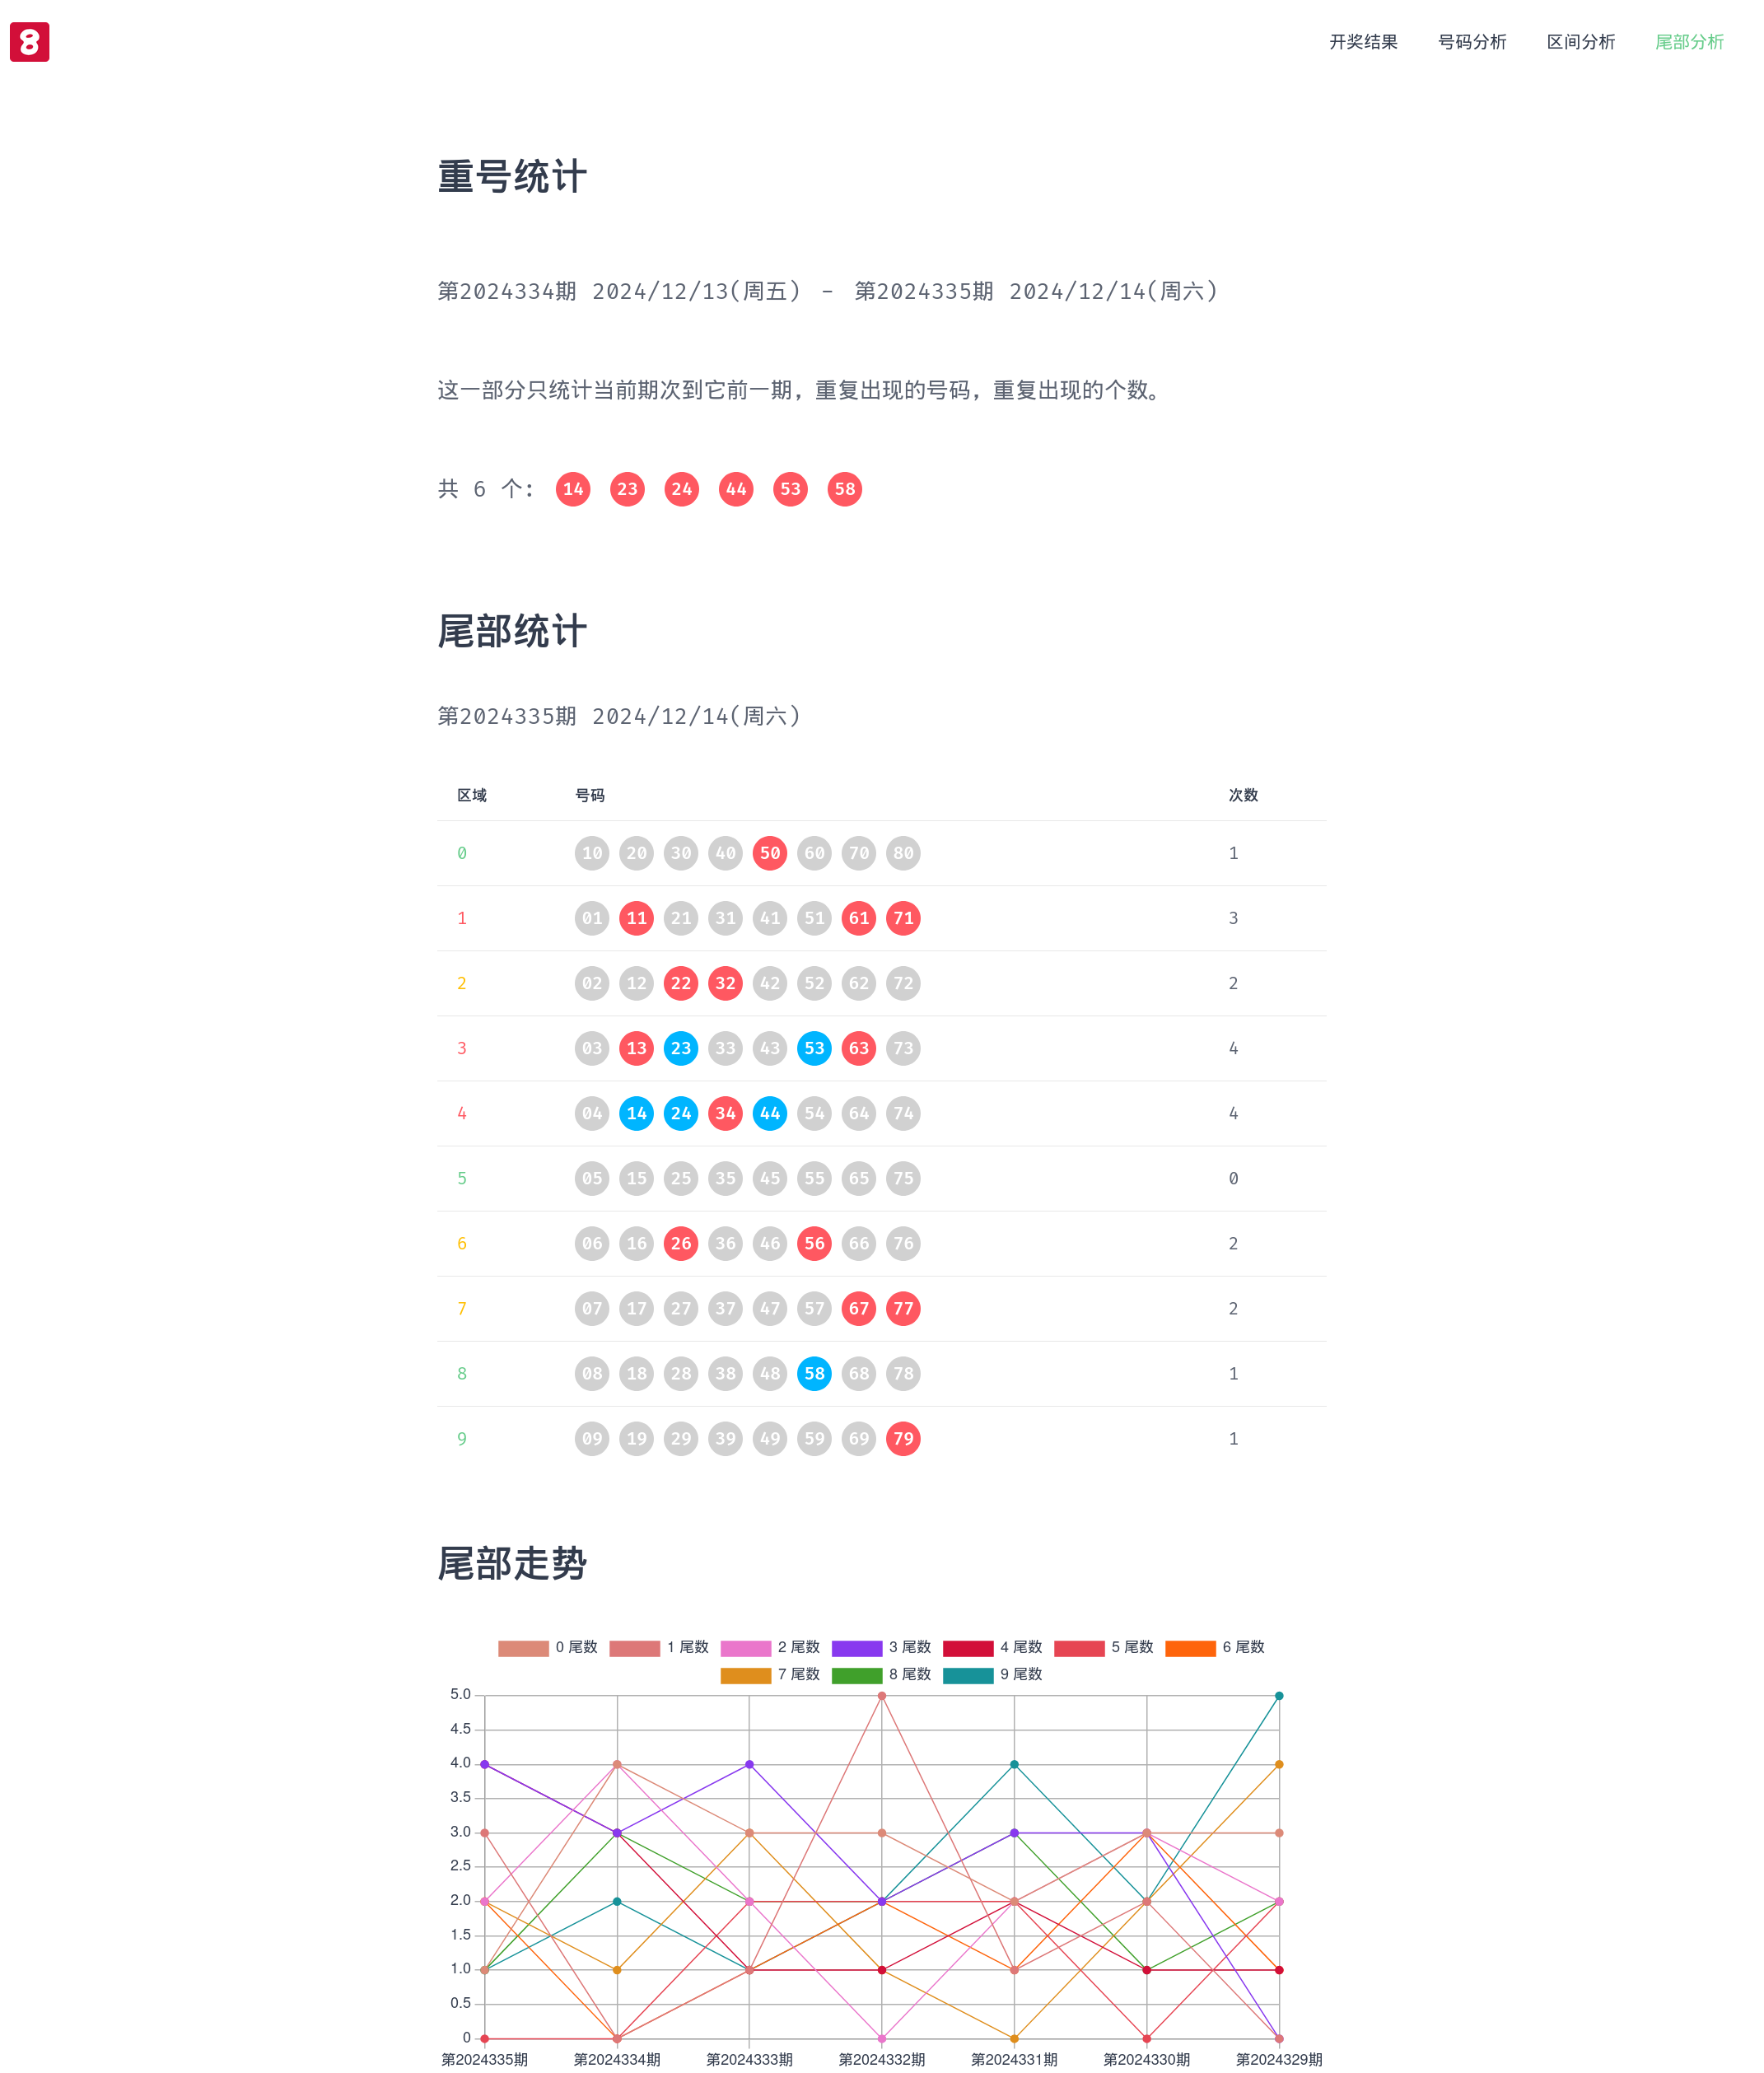 8
开奖结果 号码分析 区间分析 尾部分析
重号统计
第2024334期 2024/12/13(周五) - 第2024335期 2024/12/14(周六)
这一部分只统计当前期次到它前一期，重复出现的号码，重复出现的个数。
共 6 个: 14 23 24 44 53 58
尾部统计
第2024335期 2024/12/14(周六)
区域 号码 次数
0 10 20 30 40 50 60 70 80 1
1 01 11 21 31 41 51 61 71 3
2 02 12 22 32 42 52 62 72 2
3 03 13 23 33 43 53 63 73 4
4 04 14 24 34 44 54 64 74 4
5 05 15 25 35 45 55 65 75 0
6 06 16 26 36 46 56 66 76 2
7 07 17 27 37 47 57 67 77 2
8 08 18 28 38 48 58 68 78 1
9 09 19 29 39 49 59 69 79 1
尾部走势
0 尾数 1 尾数 2 尾数 3 尾数 4 尾数 5 尾数 6 尾数
7 尾数 8 尾数 9 尾数
5.0
4.5
4.0
3.5
3.0
2.5
2.0
1.5
1.0
0.5
0
第2024335期 第2024334期 第2024333期 第2024332期 第2024331期 第2024330期 第2024329期